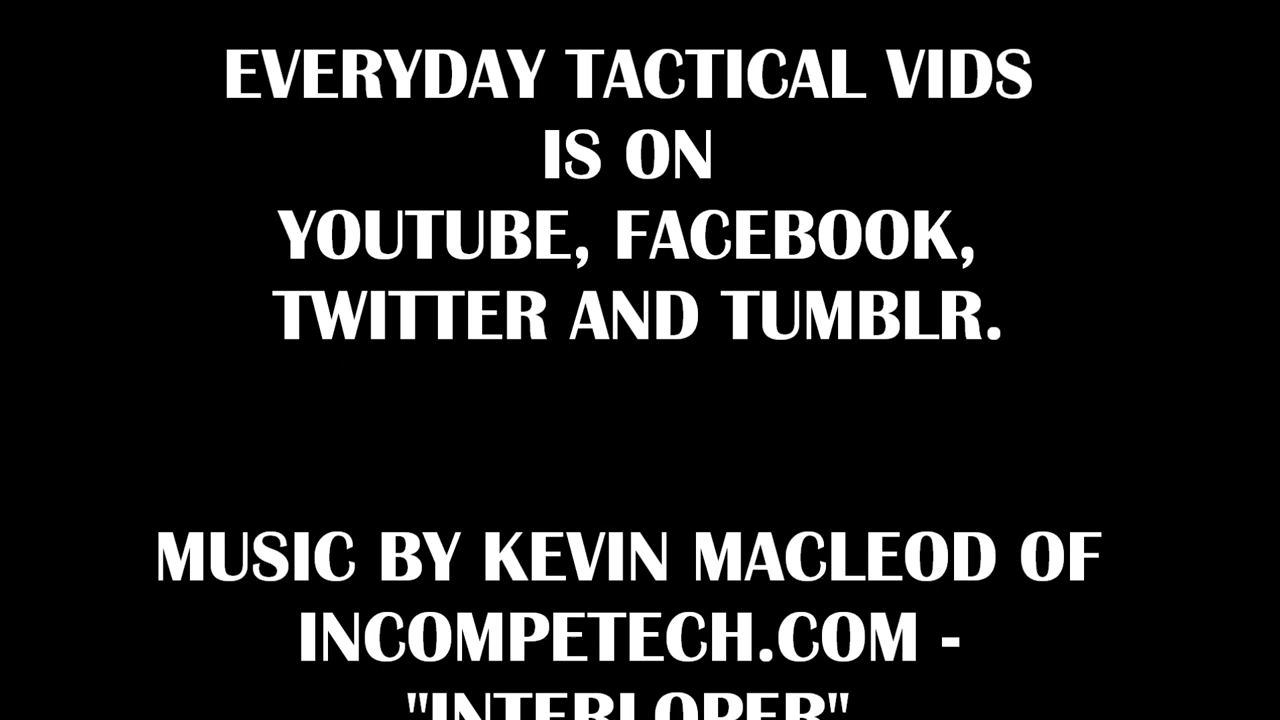 EVERYDAY TACTICAL VIDS
IS ON
YOUTUBE, FACEBOOK,
TWITTER AND TUMBLR.
MUSIC BY KEVIN MACLEOD OF
INCOMPETECH.COM -
"INTERLOPER"